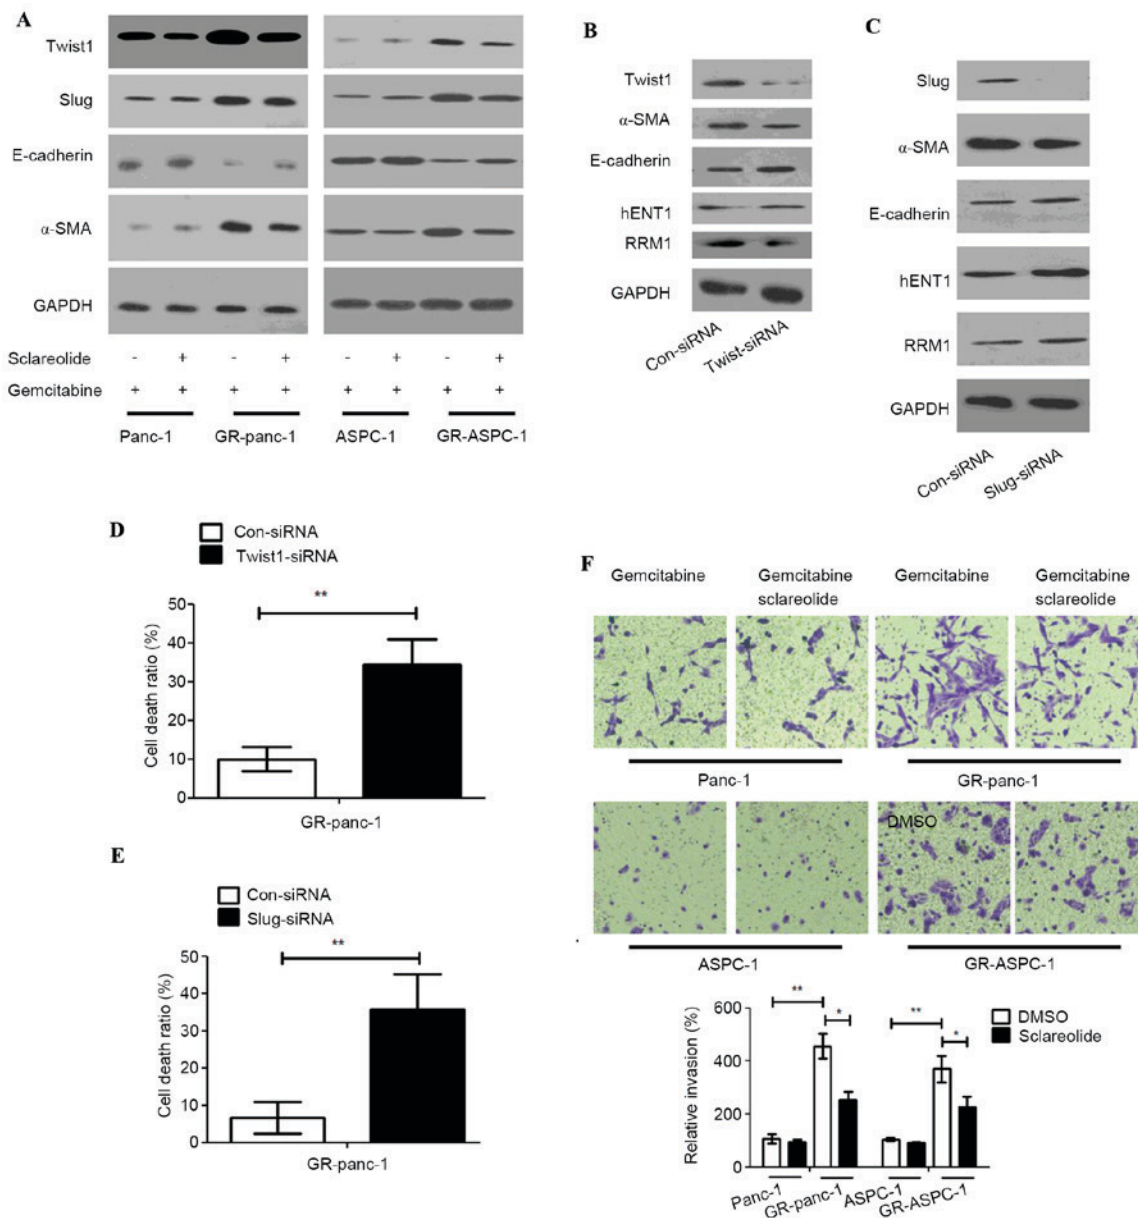 A
Twist1
Slug
E-cadherin
α-SMA
GAPDH
Sclareolide - + - + - + - +
Gemcitabine + + + + + + + +
Panc-1 GR-panc-1 ASPC-1 GR-ASPC-1
B
Twist1
α-SMA
E-cadherin
hENT1
RRM1
GAPDH
Con-siRNA Twist-siRNA
C
Slug
α-SMA
E-cadherin
hENT1
RRM1
GAPDH
Con-siRNA Slug-siRNA
D
Con-siRNA
Twist1-siRNA
Cell death ratio (%)
50
40
30
20
10
0
**
GR-panc-1
E
Con-siRNA
Slug-siRNA
Cell death ratio (%)
50
40
30
20
10
0
**
GR-panc-1
F
Gemcitabine Gemcitabine sclareolide Gemcitabine Gemcitabine sclareolide
Panc-1 GR-panc-1
DMSO
ASPC-1 GR-ASPC-1
Relative invasion (%)
600
400
200
0
** * ** *
DMSO
Sclareolide
Panc-1 GR-panc-1 ASPC-1 GR-ASPC-1